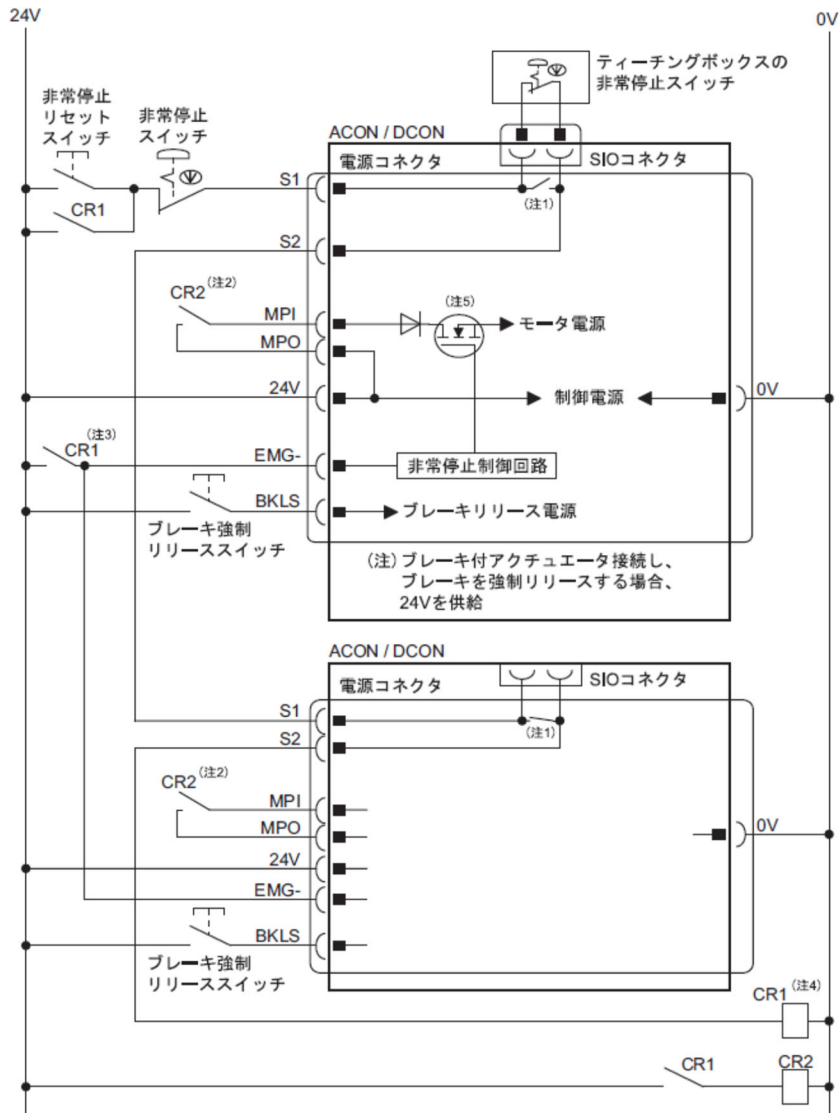 24V
0V
ティーチングボックスの
非常停止スイッチ
非常停止
リセット
スイッチ
非常停止
スイッチ
ACON / DCON
電源コネクタ
SIOコネクタ
S1
(注1)
CR1
S2
CR2(注2)
MPI
(注5)
モータ電源
MPO
24V
制御電源
0V
CR1(注3)
EMG-
非常停止制御回路
BKLS
ブレーキリリース電源
ブレーキ強制
リリーススイッチ
(注)ブレーキ付アクチュエータ接続し、
ブレーキを強制リリースする場合、
24Vを供給
ACON / DCON
電源コネクタ
SIOコネクタ
S1
(注1)
S2
CR2(注2)
MPI
MPO
0V
24V
EMG-
BKLS
ブレーキ強制
リリーススイッチ
CR1(注4)
CR1
CR2